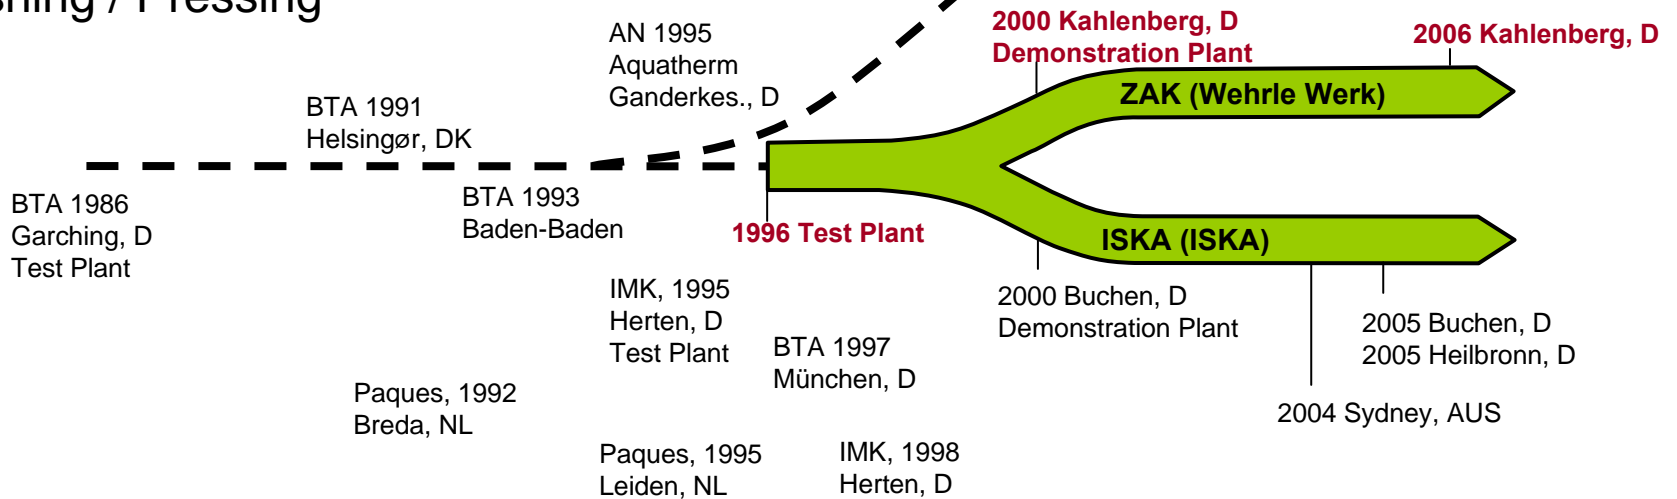 / Pressing
AN 1995
Aquatherm
Ganderkes., D
2000 Kahlenberg, D
Demonstration Plant
2006 Kahlenberg, D
ZAK (Wehrle Werk)
BTA 1991
Helsingør, DK
BTA 1986
Garching, D
Test Plant
BTA 1993
Baden-Baden
1996 Test Plant
ISKA (ISKA)
IMK, 1995
Herten, D
Test Plant
2000 Buchen, D
Demonstration Plant
2005 Buchen, D
2005 Heilbronn, D
BTA 1997
München, D
Paques, 1992
Breda, NL
2004 Sydney, AUS
Paques, 1995
Leiden, NL
IMK, 1998
Herten, D